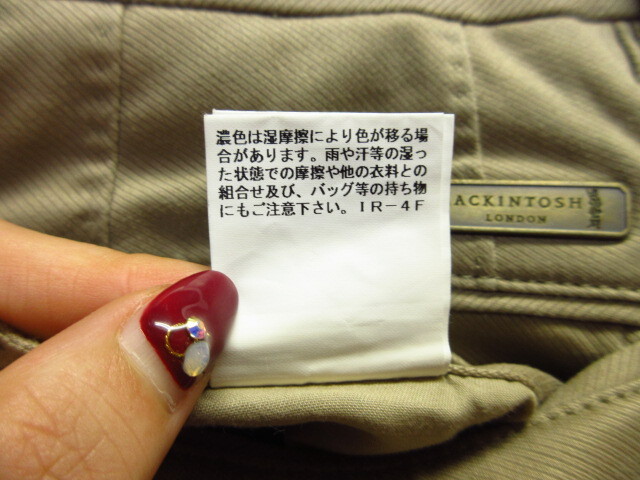 濃色は湿摩擦により色が移る場
合があります。雨や汗等の湿っ
た状態での摩擦や他の衣料との
組合せ及び、バッグ等の持ち物
にもご注意下さい。IR-4F
ACKINTOSH
LONDON